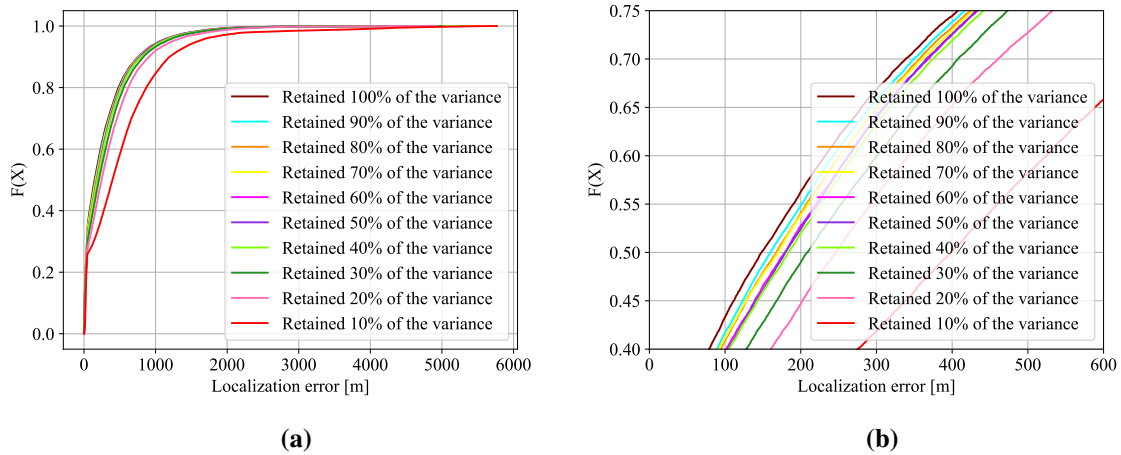 1.0
0.8
0.6
0.4
0.2
0.0
F(X)
Retained 100% of the variance
Retained 90% of the variance
Retained 80% of the variance
Retained 70% of the variance
Retained 60% of the variance
Retained 50% of the variance
Retained 40% of the variance
Retained 30% of the variance
Retained 20% of the variance
Retained 10% of the variance
0 1000 2000 3000 4000 5000 6000
Localization error [m]
(a)
0.75
0.70
0.65
0.60
0.55
0.50
0.45
0.40
F(X)
Retained 100% of the variance
Retained 90% of the variance
Retained 80% of the variance
Retained 70% of the variance
Retained 60% of the variance
Retained 50% of the variance
Retained 40% of the variance
Retained 30% of the variance
Retained 20% of the variance
Retained 10% of the variance
0 100 200 300 400 500 600
Localization error [m]
(b)